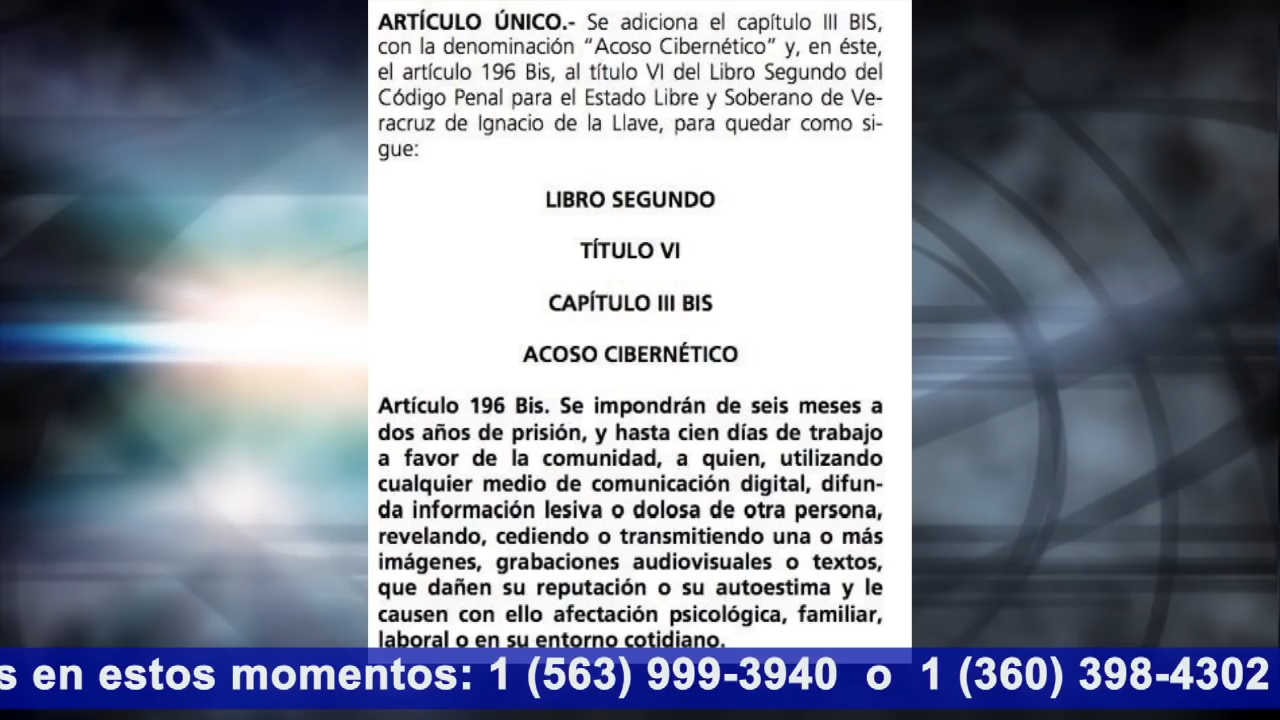 ARTÍCULO ÚNICO.- Se adiciona el capítulo III BIS,
con la denominación “Acoso Cibernético” y, en éste,
el artículo 196 Bis, al título VI del Libro Segundo del
Código Penal para el Estado Libre y Soberano de Ve-
racruz de Ignacio de la Llave, para quedar como si-
gue:
LIBRO SEGUNDO
TÍTULO VI
CAPÍTULO III BIS
ACOSO CIBERNÉTICO
Artículo 196 Bis. Se impondrán de seis meses a
dos años de prisión, y hasta cien días de trabajo
a favor de la comunidad, a quien, utilizando
cualquier medio de comunicación digital, difun-
da información lesiva o dolosa de otra persona,
revelando, cediendo o transmitiendo una o más
imágenes, grabaciones audiovisuales o textos,
que dañen su reputación o su autoestima y le
causen con ello afectación psicológica, familiar,
laboral o en su entorno cotidiano.
s en estos momentos: 1 (563) 999-3940 o 1 (360) 398-4302